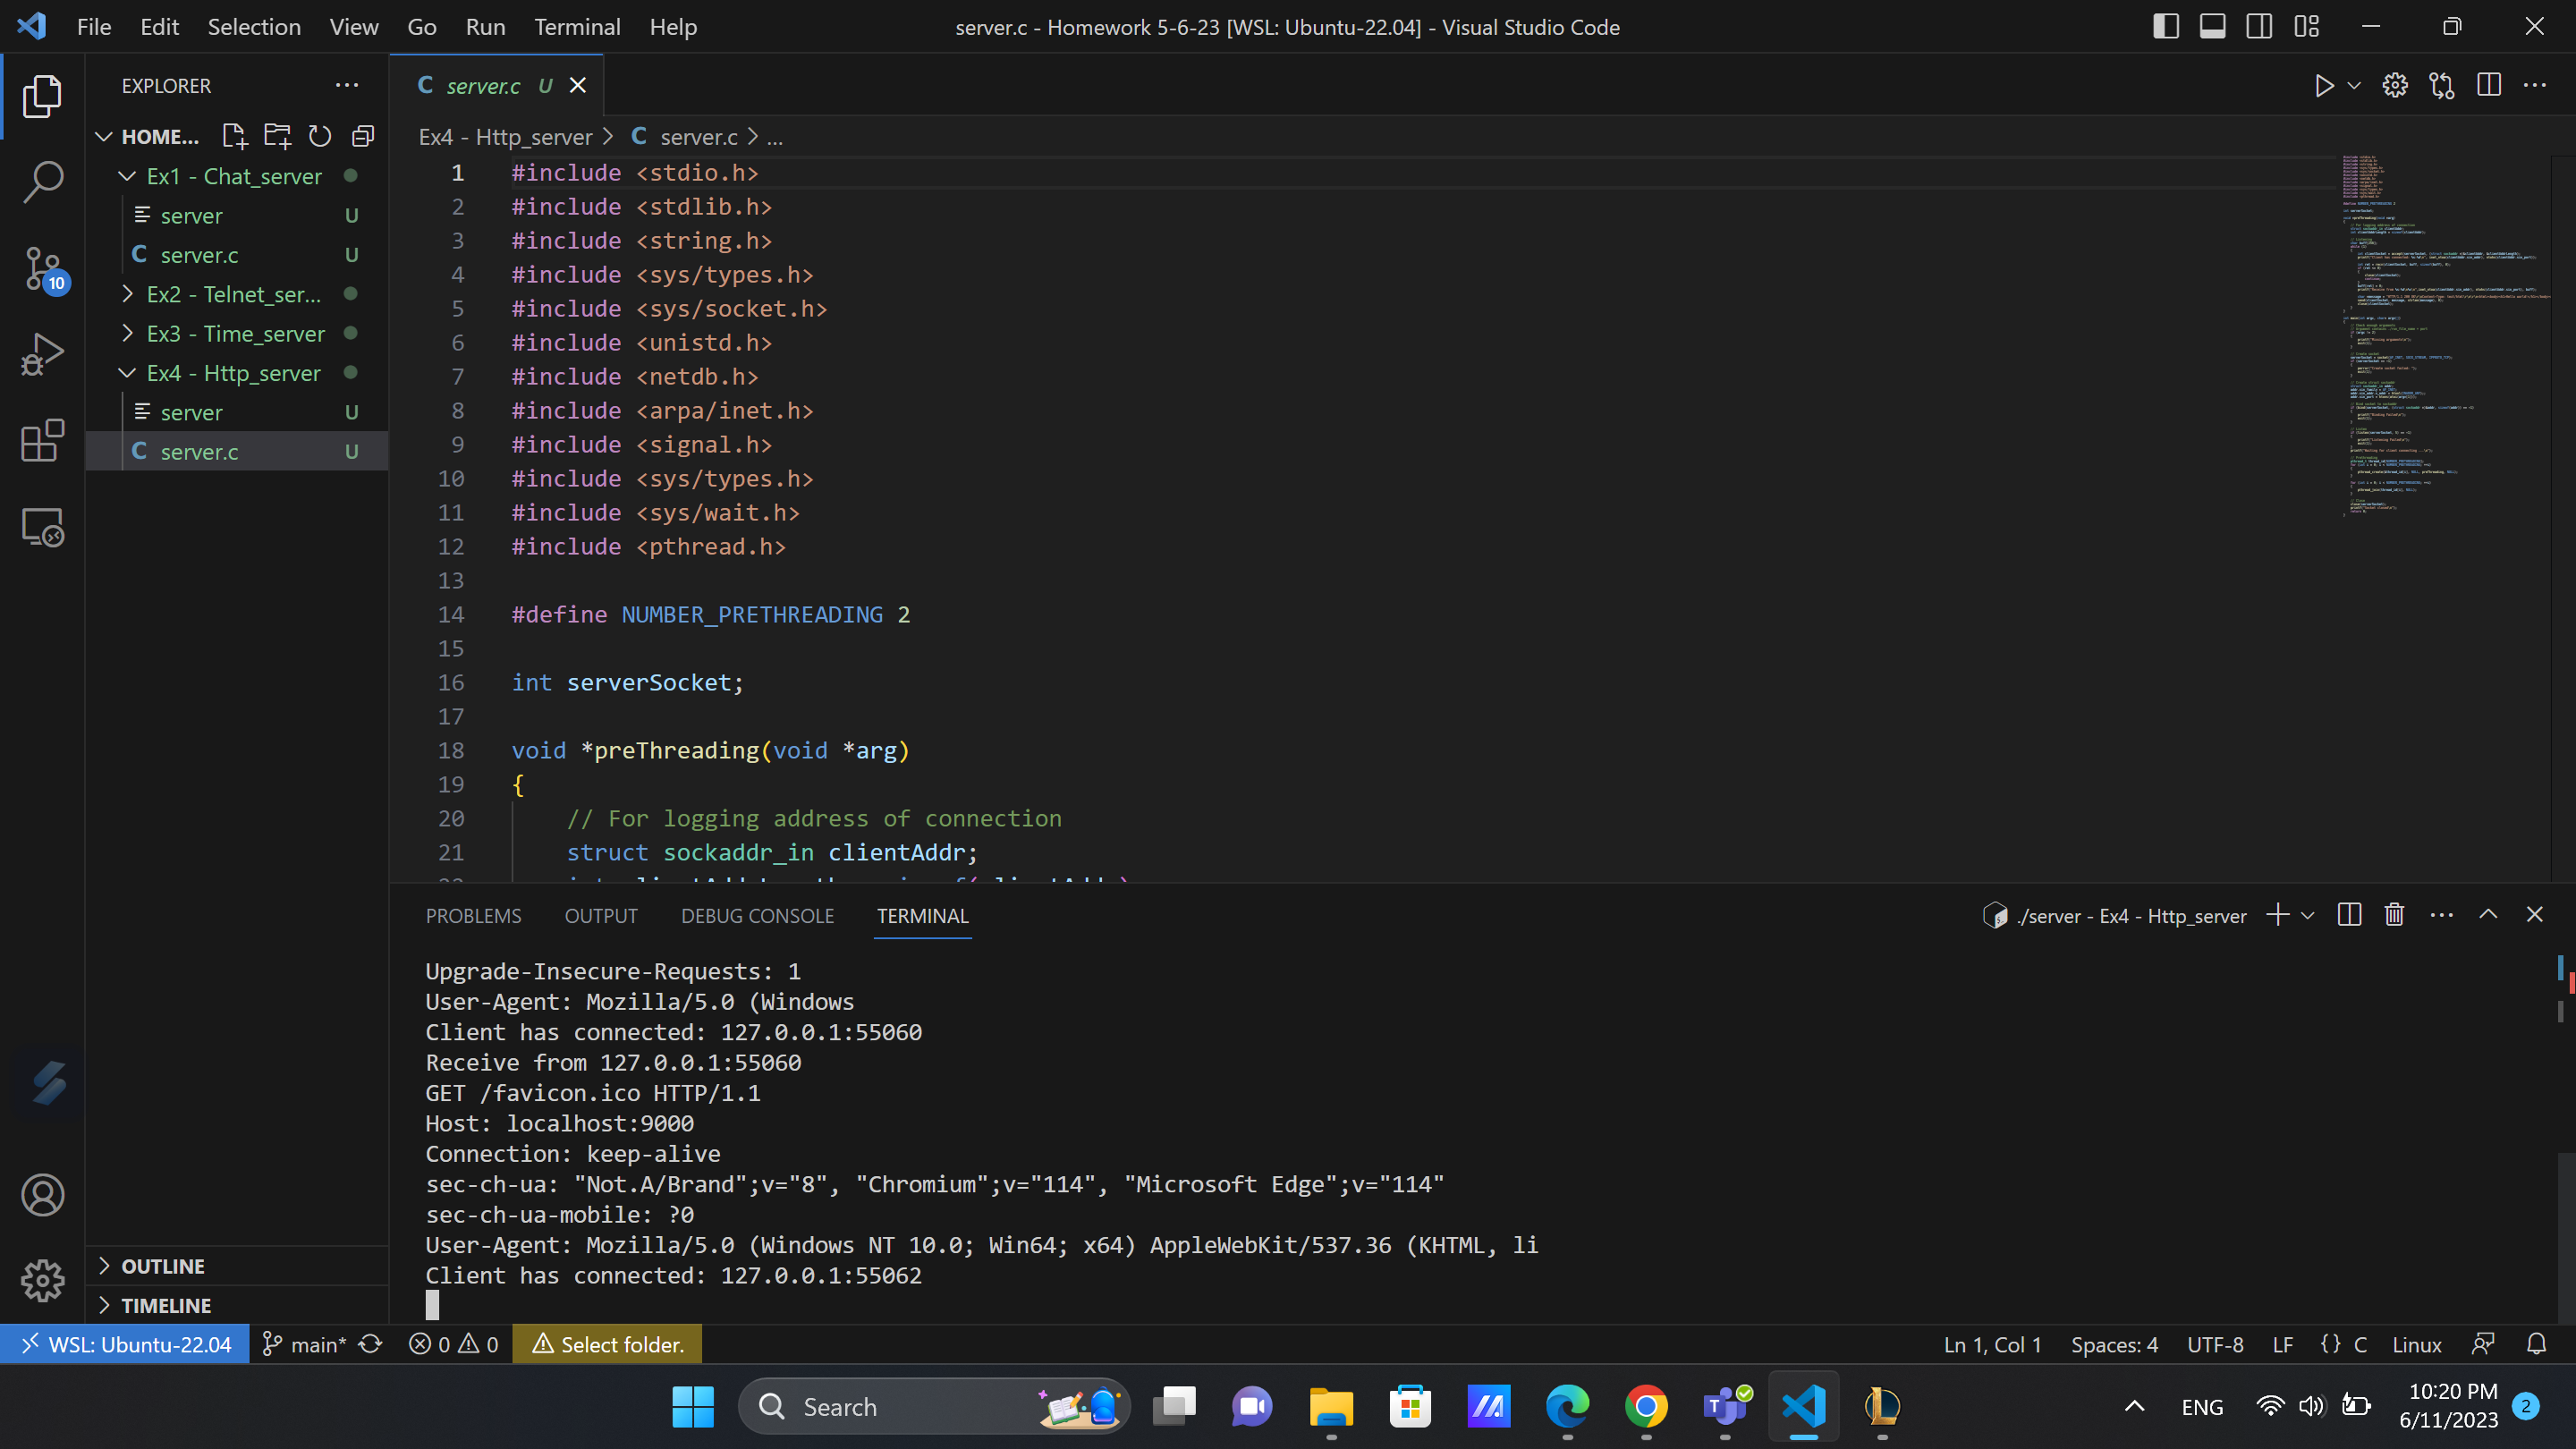 File Edit Selection View Go Run Terminal Help
server.c - Homework 5-6-23 [WSL: Ubuntu-22.04] - Visual Studio Code
EXPLORER
HOME...
Ex1 - Chat_server
server U
server.c U
Ex2 - Telnet_ser...
Ex3 - Time_server
Ex4 - Http_server
server U
server.c U
OUTLINE
TIMELINE
10
C server.c U
Ex4 - Http_server > C server.c > ...
1 #include <stdio.h>
2 #include <stdlib.h>
3 #include <string.h>
4 #include <sys/types.h>
5 #include <sys/socket.h>
6 #include <unistd.h>
7 #include <netdb.h>
8 #include <arpa/inet.h>
9 #include <signal.h>
10 #include <sys/types.h>
11 #include <sys/wait.h>
12 #include <pthread.h>
13
14 #define NUMBER_PRETHREADING 2
15
16 int serverSocket;
17
18 void *preThreading(void *arg)
19 {
20 // For logging address of connection
21 struct sockaddr_in clientAddr;
PROBLEMS OUTPUT DEBUG CONSOLE TERMINAL
./server - Ex4 - Http_server
Upgrade-Insecure-Requests: 1
User-Agent: Mozilla/5.0 (Windows
Client has connected: 127.0.0.1:55060
Receive from 127.0.0.1:55060
GET /favicon.ico HTTP/1.1
Host: localhost:9000
Connection: keep-alive
sec-ch-ua: "Not.A/Brand";v="8", "Chromium";v="114", "Microsoft Edge";v="114"
sec-ch-ua-mobile: ?0
User-Agent: Mozilla/5.0 (Windows NT 10.0; Win64; x64) AppleWebKit/537.36 (KHTML, li
Client has connected: 127.0.0.1:55062
WSL: Ubuntu-22.04 main* 0 0 Select folder.
Ln 1, Col 1 Spaces: 4 UTF-8 LF {} C Linux
Search
ENG
10:20 PM
6/11/2023
2